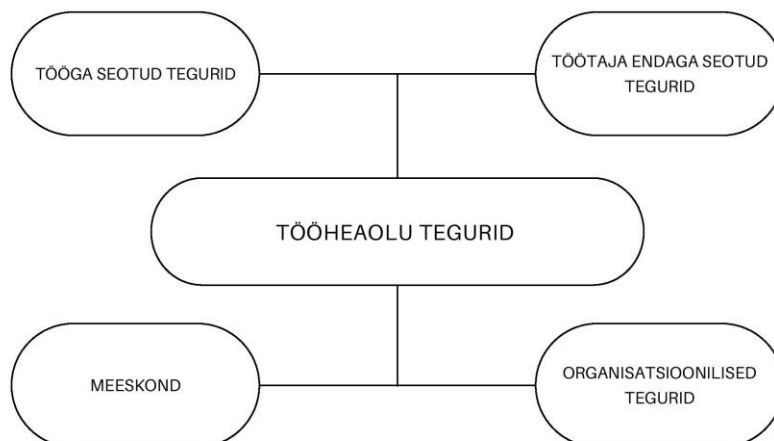 TÖÖGA SEOTUD TEGURID
TÖÖTAJA ENDAGA SEOTUD
TEGURID
TÖÖHEAOLU TEGURID
MEESKOND
ORGANISATSIOONILISED
TEGURID